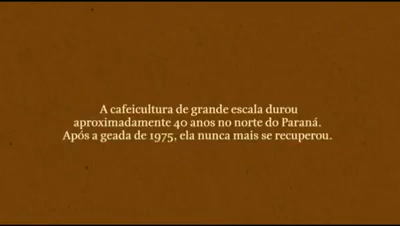 A cafeicultura de grande escala durou
aproximadamente 40 anos no norte do Paraná.
Após a geada de 1975, ela nunca mais se recuperou.